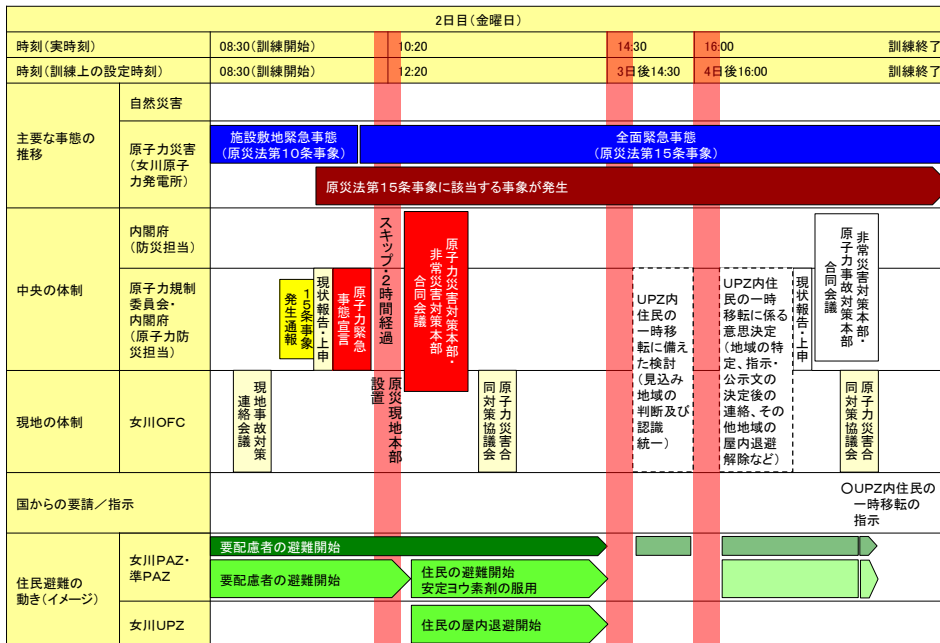 2日目(金曜日)
時刻(実時刻)
08:30(訓練開始)
10:20
14:30
16:00
訓練終了
時刻(訓練上の設定時刻)
08:30(訓練開始)
12:20
3日後14:30
4日後16:00
訓練終了
主要な事態の
推移
自然災害
原子力災害
(女川原子
力発電所)
施設敷地緊急事態
(原災法第10条事象)
全面緊急事態
(原災法第15条事象)
原災法第15条事象に該当する事象が発生
中央の体制
内閣府
(防災担当)
原子力規制
委員会・
内閣府
(原子力防
災担当)
15条事象
発生通報
現状報告・上申
原子力緊急
事態宣言
スキップ・2時間経過
原子力災害対策本部・
非常災害対策本部
合同会議
UPZ内
住民の
一時移
転に備え
た検討
(見込み
地域の
判断及び
認識
統一)
UPZ内住
民の一時
移転に係る
意思決定
(地域の特
定、指示・
公示文の
決定後の
連絡、その
他地域の
屋内退避
解除など)
現状報告・上申
非常災害対策本部・
原子力事故対策本部
合同会議
現地の体制
女川OFC
現地事故対策
連絡会議
原災現地本部
設置
原子力災害合
同対策協議会
原子力災害合
同対策協議会
国からの要請/指示
○UPZ内住民の
一時移転の
指示
住民避難の
動き(イメージ)
女川PAZ・
準PAZ
要配慮者の避難開始
要配慮者の避難開始
住民の避難開始
安定ヨウ素剤の服用
女川UPZ
住民の屋内退避開始